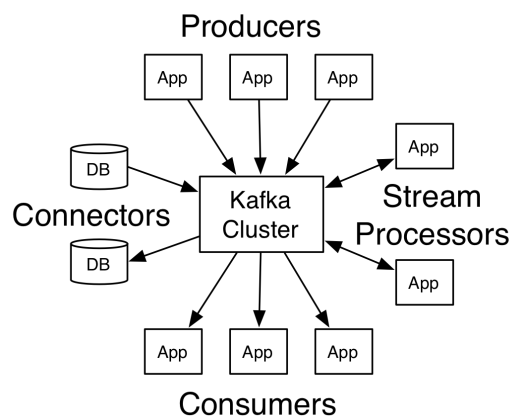 Producers
App
App
App
DB
App
Kafka
Cluster
Connectors
Stream
Processors
DB
App
App
App
App
Consumers